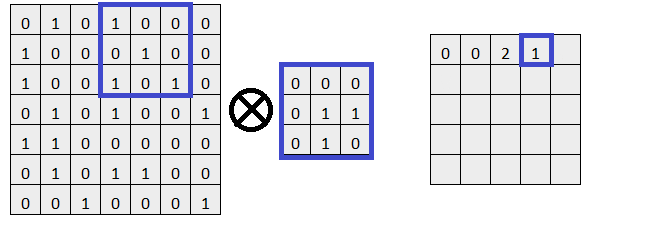 0 1 0 1 0 0 0
1 0 0 0 1 0 0
1 0 0 1 0 1 0
0 1 0 1 0 0 1
1 1 0 0 0 0 0
0 1 0 1 1 0 0
0 0 1 0 0 0 1
0 0 0
0 1 1
0 1 0
0 0 2 1